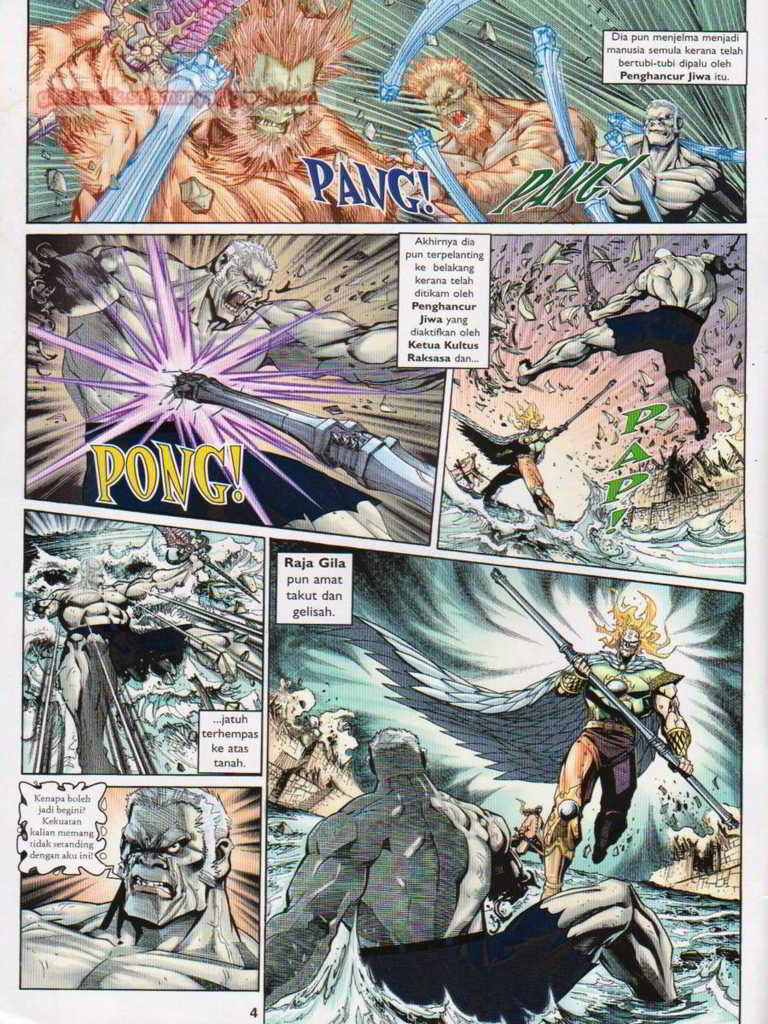 Dia pun menjelma menjadi
manusia semula kerana telah
bertubi-tubi dipalu oleh
Penghancur Jiwa itu.
PANG!
PANG!
Akhirnya dia
pun terpelanting
ke belakang
kerana telah
ditikam oleh
Penghancur
Jiwa yang
diaktifkan oleh
Ketua Kultus
Raksasa dan...
PONG!
PAP!
...jatuh
terhempas
ke atas
tanah.
Raja Gila
pun amat
takut dan
gelisah.
Kenapa boleh
jadi begini?
Kekuatan
kalian memang
tidak setanding
dengan aku ini!
4